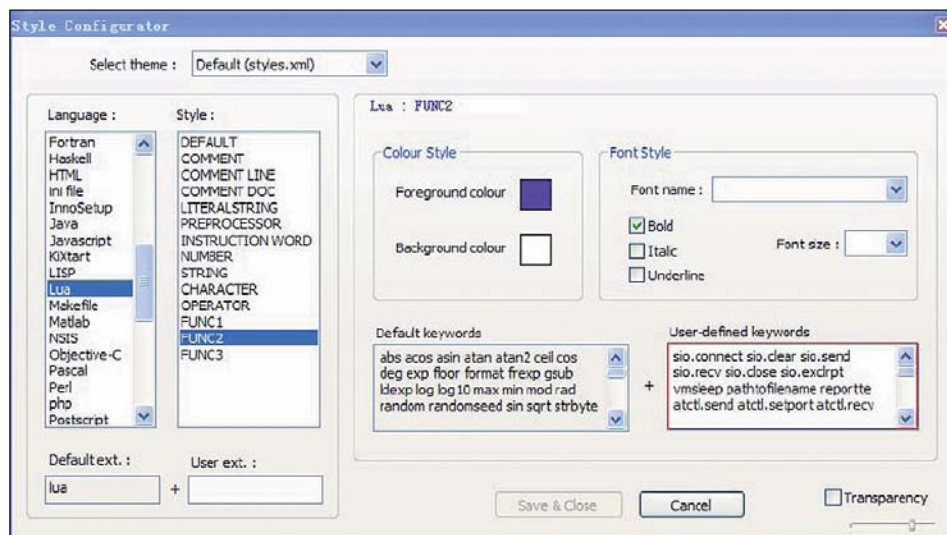 Style Configurator
Select theme : Default (styles.xml)
Language :
Fortran
Haskell
HTML
ini file
InnoSetup
Java
Javascript
KiXtart
LISP
Lua
Makefile
Matlab
NSIS
Objective-C
Pascal
Perl
php
Postscript
Style :
DEFAULT
COMMENT
COMMENT LINE
COMMENT DOC
LITERALSTRING
PREPROCESSOR
INSTRUCTION WORD
NUMBER
STRING
CHARACTER
OPERATOR
FUNC1
FUNC2
FUNC3
Default ext. :
lua
+
User ext. :
Lua : FUNC2
Colour Style
Foreground colour
Background colour
Font Style
Font name :
Bold
Italic
Underline
Font size :
Default keywords
abs acos asin atan atan2 ceil cos
deg exp floor format frexp gsub
ldexp log log10 max min mod rad
random randomseed sin sqrt strbyte
+
User-defined keywords
sio.connect sio.clear sio.send
sio.recv sio.close sio.exclrpt
vmsleep pathtofilename reportte
atctl.send atctl.setport atctl.recv
Save & Close
Cancel
Transparency